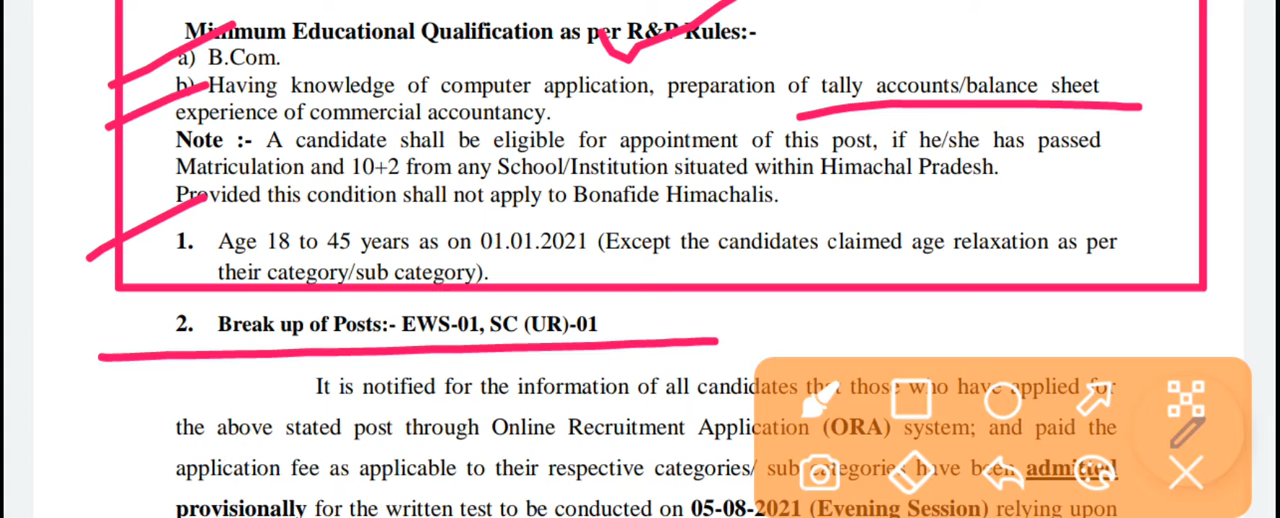 Minimum Educational Qualification as per R&P Rules:-
a) B.Com.
b) Having knowledge of computer application, preparation of tally accounts/balance sheet
experience of commercial accountancy.
Note :- A candidate shall be eligible for appointment of this post, if he/she has passed
Matriculation and 10+2 from any School/Institution situated within Himachal Pradesh.
Provided this condition shall not apply to Bonafide Himachalis.
1. Age 18 to 45 years as on 01.01.2021 (Except the candidates claimed age relaxation as per
their category/sub category).
2. Break up of Posts:- EWS-01, SC (UR)-01
It is notified for the information of all candidates that those who have applied for
the above stated post through Online Recruitment Application (ORA) system; and paid the
application fee as applicable to their respective categories/ sub categories have been admitted
provisionally for the written test to be conducted on 05-08-2021 (Evening Session) relying upon